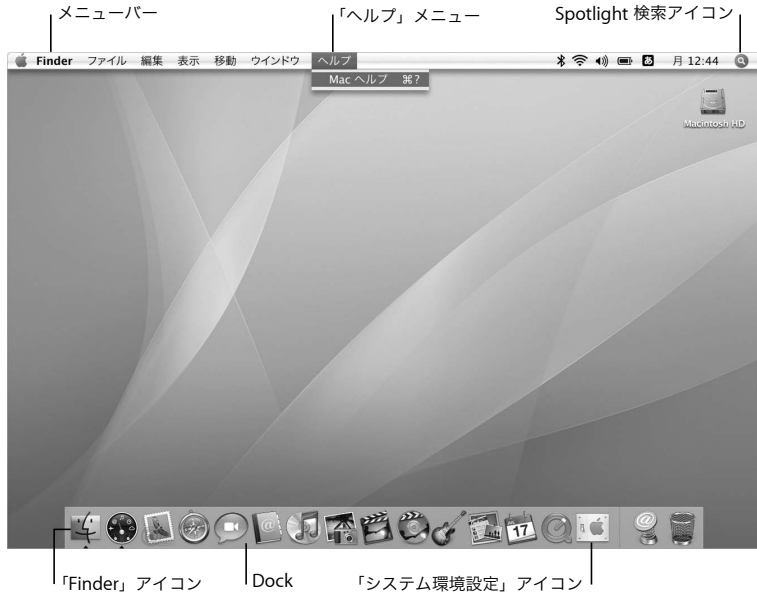 メニューバー
「ヘルプ」メニュー
Spotlight 検索アイコン
Finder ファイル 編集 表示 移動 ウインドウ ヘルプ あ 月 12:44
Mac ヘルプ ⌘?
Macintosh HD
17
「Finder」アイコン
Dock
「システム環境設定」アイコン